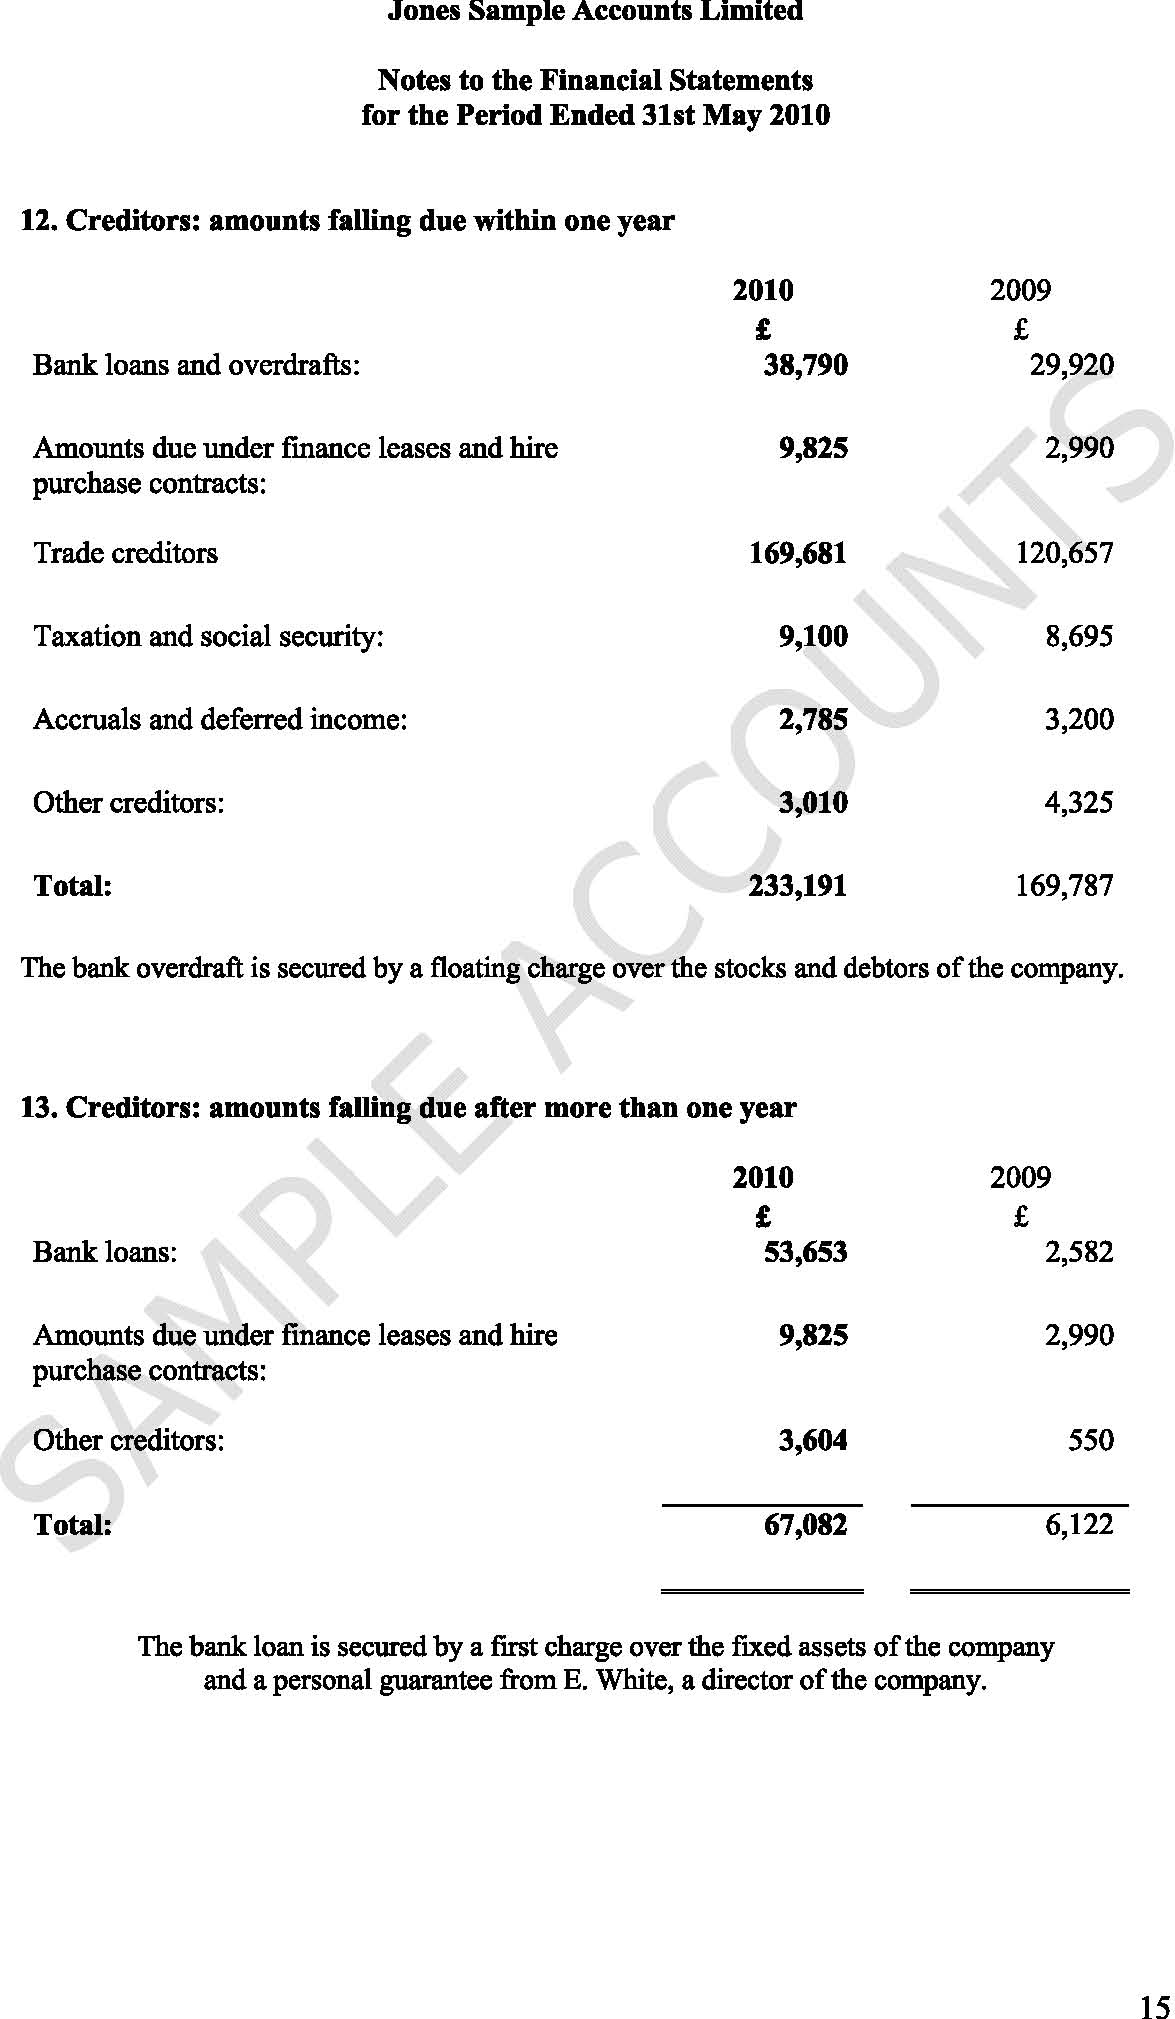 Jones Sample Accounts Limited
Notes to the Financial Statements
for the Period Ended 31st May 2010
12. Creditors: amounts falling due within one year
2010 2009
£ £
Bank loans and overdrafts: 38,790 29,920
Amounts due under finance leases and hire 9,825 2,990
purchase contracts:
Trade creditors 169,681 120,657
Taxation and social security: 9,100 8,695
Accruals and deferred income: 2,785 3,200
Other creditors: 3,010 4,325
Total: 233,191 169,787
The bank overdraft is secured by a floating charge over the stocks and debtors of the company.
13. Creditors: amounts falling due after more than one year
2010 2009
£ £
Bank loans: 53,653 2,582
Amounts due under finance leases and hire 9,825 2,990
purchase contracts:
Other creditors: 3,604 550
Total: 67,082 6,122
The bank loan is secured by a first charge over the fixed assets of the company
and a personal guarantee from E. White, a director of the company.
15
SAMPLE ACCOUNTS